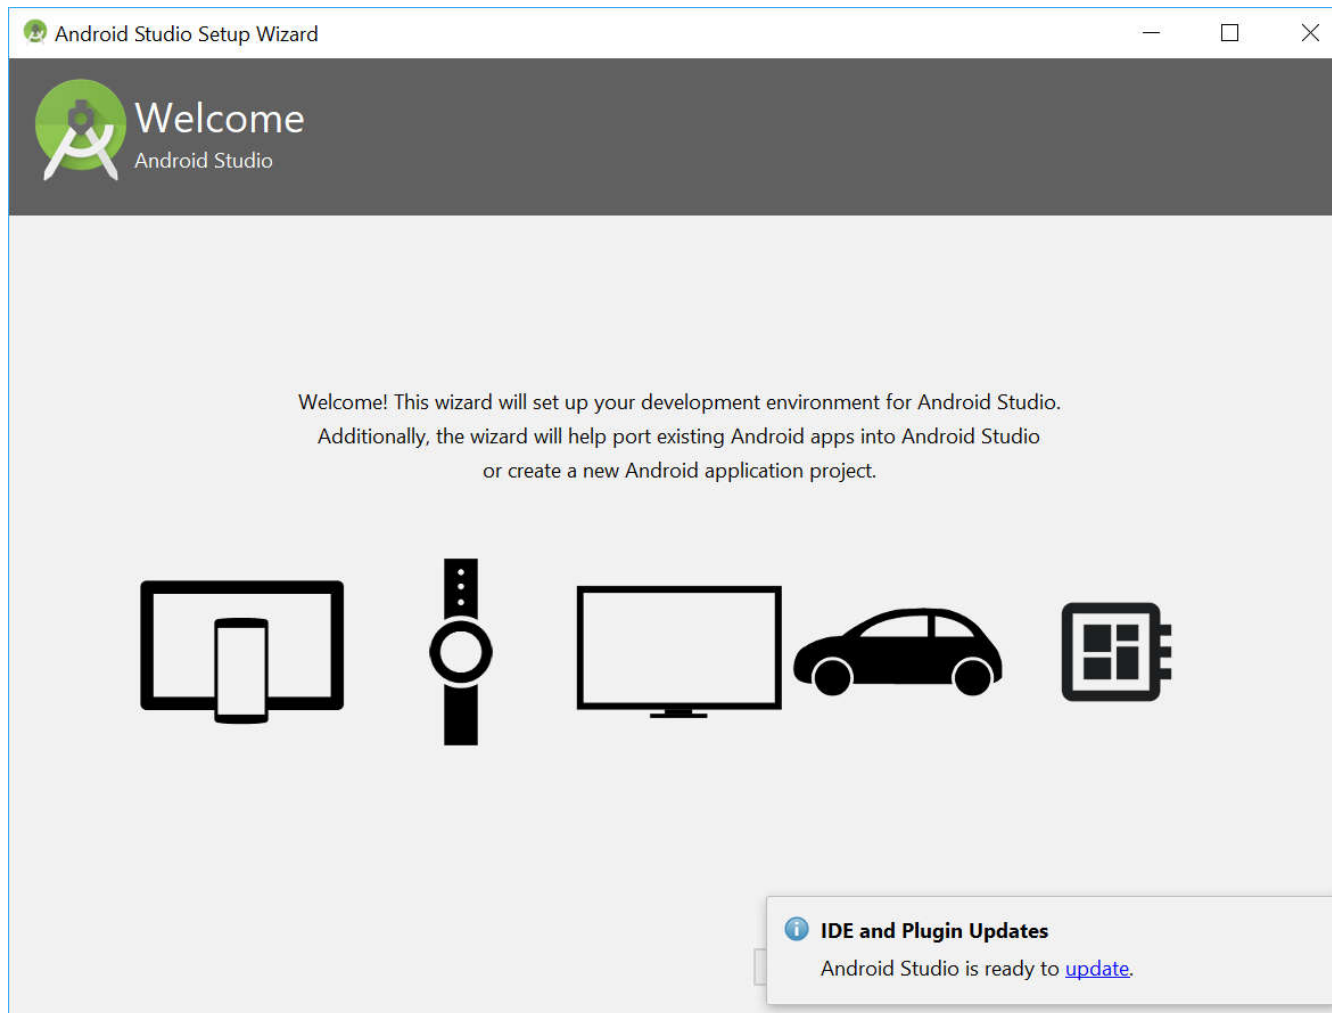 Android Studio Setup Wizard
Welcome
Android Studio
Welcome! This wizard will set up your development environment for Android Studio.
Additionally, the wizard will help port existing Android apps into Android Studio
or create a new Android application project.
IDE and Plugin Updates
Android Studio is ready to update.